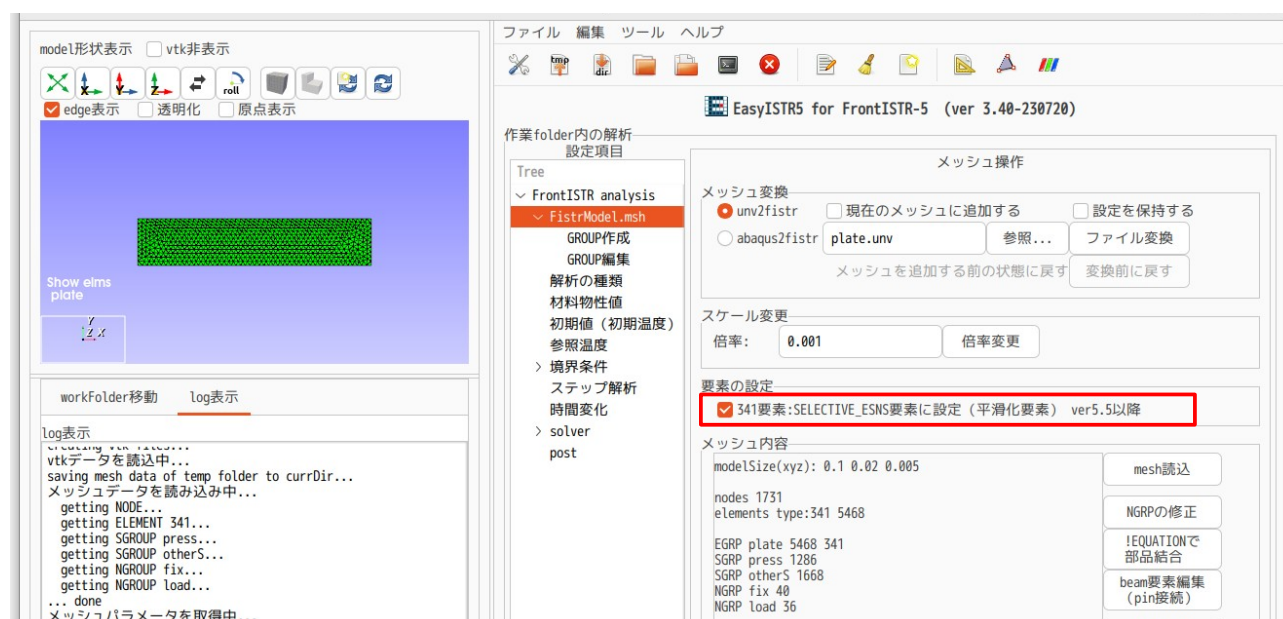 model形状表示 vtk非表示
roll
edge表示 透明化 原点表示
Show elms
plate
Y
Z X
workFolder移動 log表示
log表示
creating vtk files...
vtkデータを読込中...
saving mesh data of temp folder to currDir...
メッシュデータを読み込み中...
getting NODE...
getting ELEMENT 341...
getting SGROUP press...
getting SGROUP otherS...
getting NGROUP fix...
getting NGROUP load...
... done
メッシュパラメータを取得中...
ファイル 編集 ツール ヘルプ
tmp dir
EasyISTR5 for FrontISTR-5 (ver 3.40-230720)
作業folder内の解析
設定項目
Tree
FrontISTR analysis
FistrModel.msh
GROUP作成
GROUP編集
解析の種類
材料物性値
初期値（初期温度）
参照温度
境界条件
ステップ解析
時間変化
solver
post
メッシュ操作
メッシュ変換
unv2fistr 現在のメッシュに追加する 設定を保持する
abaqus2fistr plate.unv 参照... ファイル変換
メッシュを追加する前の状態に戻す 変換前に戻す
スケール変更
倍率: 0.001 倍率変更
要素の設定
341要素:SELECTIVE_ESNS要素に設定（平滑化要素） ver5.5以降
メッシュ内容
modelSize(xyz): 0.1 0.02 0.005
nodes 1731
elements type:341 5468
EGRP plate 5468 341
SGRP press 1286
SGRP otherS 1668
NGRP fix 40
NGRP load 36
mesh読込
NGRPの修正
!EQUATIONで
部品結合
beam要素編集
(pin接続)